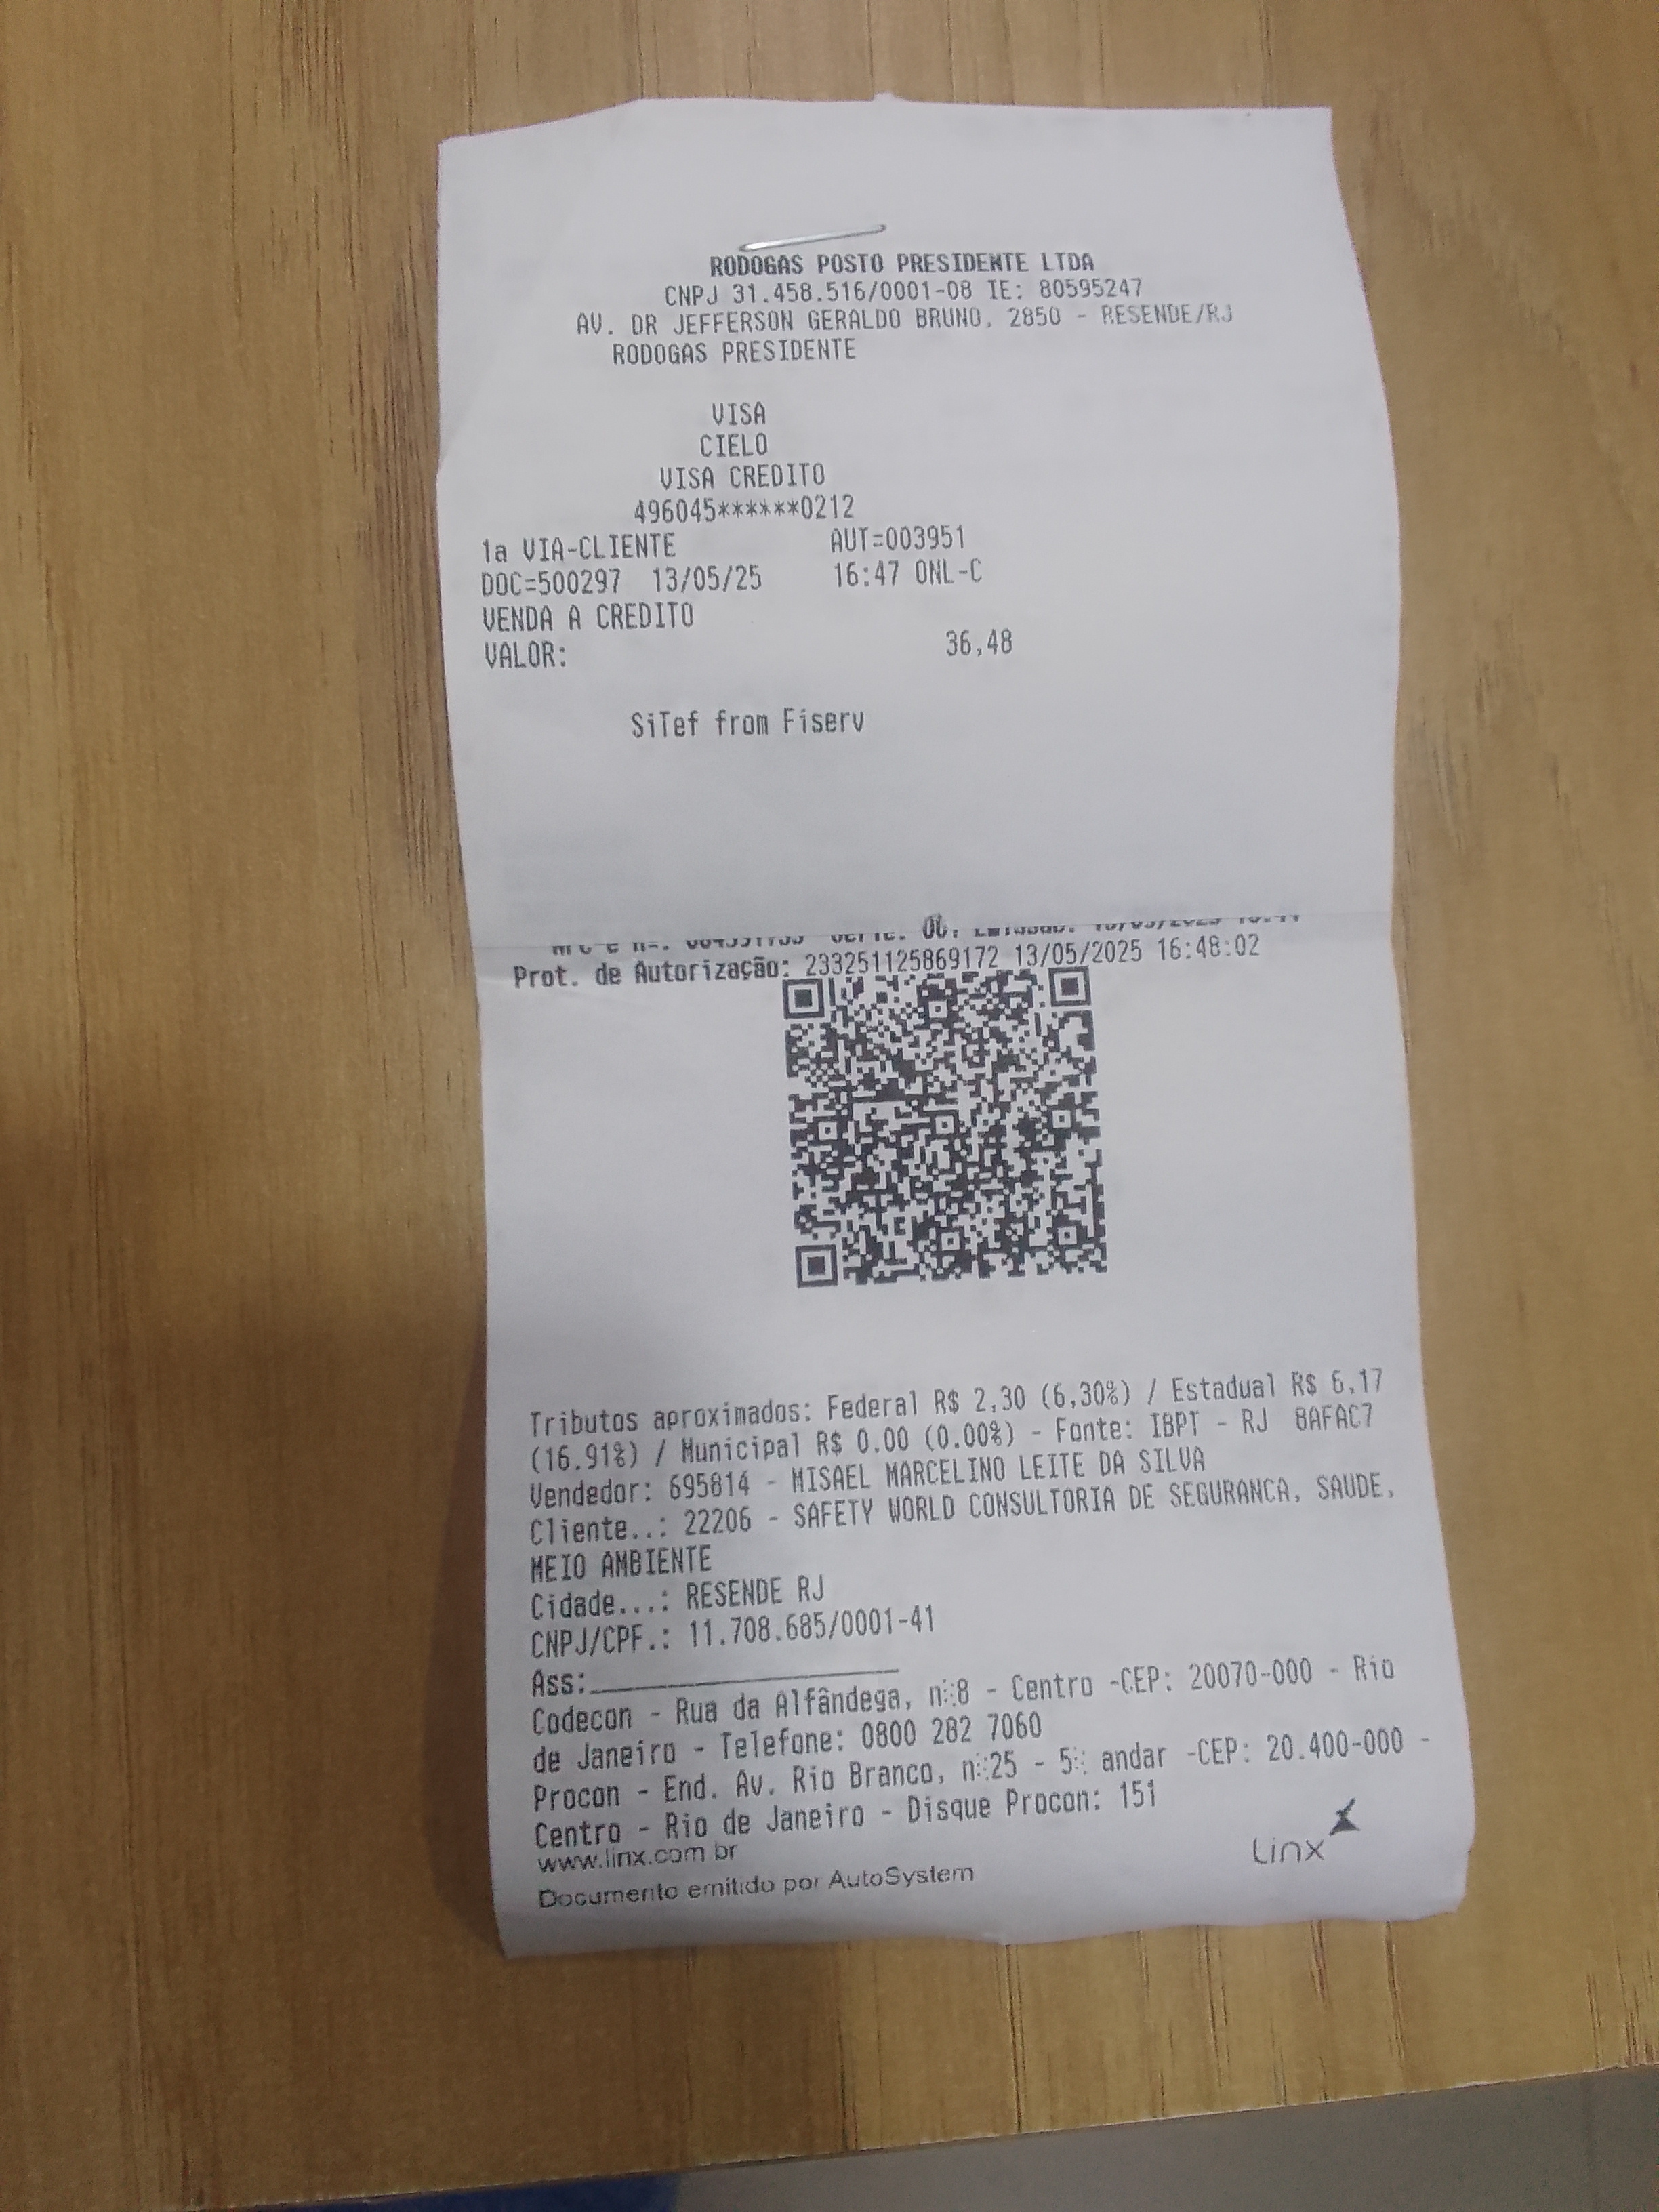 RODOGAS POSTO PRESIDENTE LTDA
CNPJ 31.458.516/0001-08 IE: 80595247
AV. DR JEFFERSON GERALDO BRUNO, 2850 - RESENDE/RJ
RODOGAS PRESIDENTE
VISA
CIELO
VISA CREDITO
496045******0212
1a VIA-CLIENTE AUT=003951
DOC=500297 13/05/25 16:47 ONL-C
VENDA A CREDITO
VALOR: 36,48
SiTef from Fiserv
Prot. de Autorização: 233251125869172 13/05/2025 16:48:02
Tributos aproximados: Federal R$ 2,30 (6,30%) / Estadual R$ 6,17
(16.91%) / Municipal R$ 0.00 (0.00%) - Fonte: IBPT - RJ 8AFAC7
Vendedor: 695814 - MISAEL MARCELINO LEITE DA SILVA
Cliente..: 22206 - SAFETY WORLD CONSULTORIA DE SEGURANCA, SAUDE,
MEIO AMBIENTE
Cidade...: RESENDE RJ
CNPJ/CPF.: 11.708.685/0001-41
Ass:
Codecon - Rua da Alfândega, n 8 - Centro -CEP: 20070-000 - Rio
de Janeiro - Telefone: 0800 282 7060
Procon - End. Av. Rio Branco, n 25 - 5 andar -CEP: 20.400-000 -
Centro - Rio de Janeiro - Disque Procon: 151
www.linx.com br
Linx
Documento emitido por AutoSystem